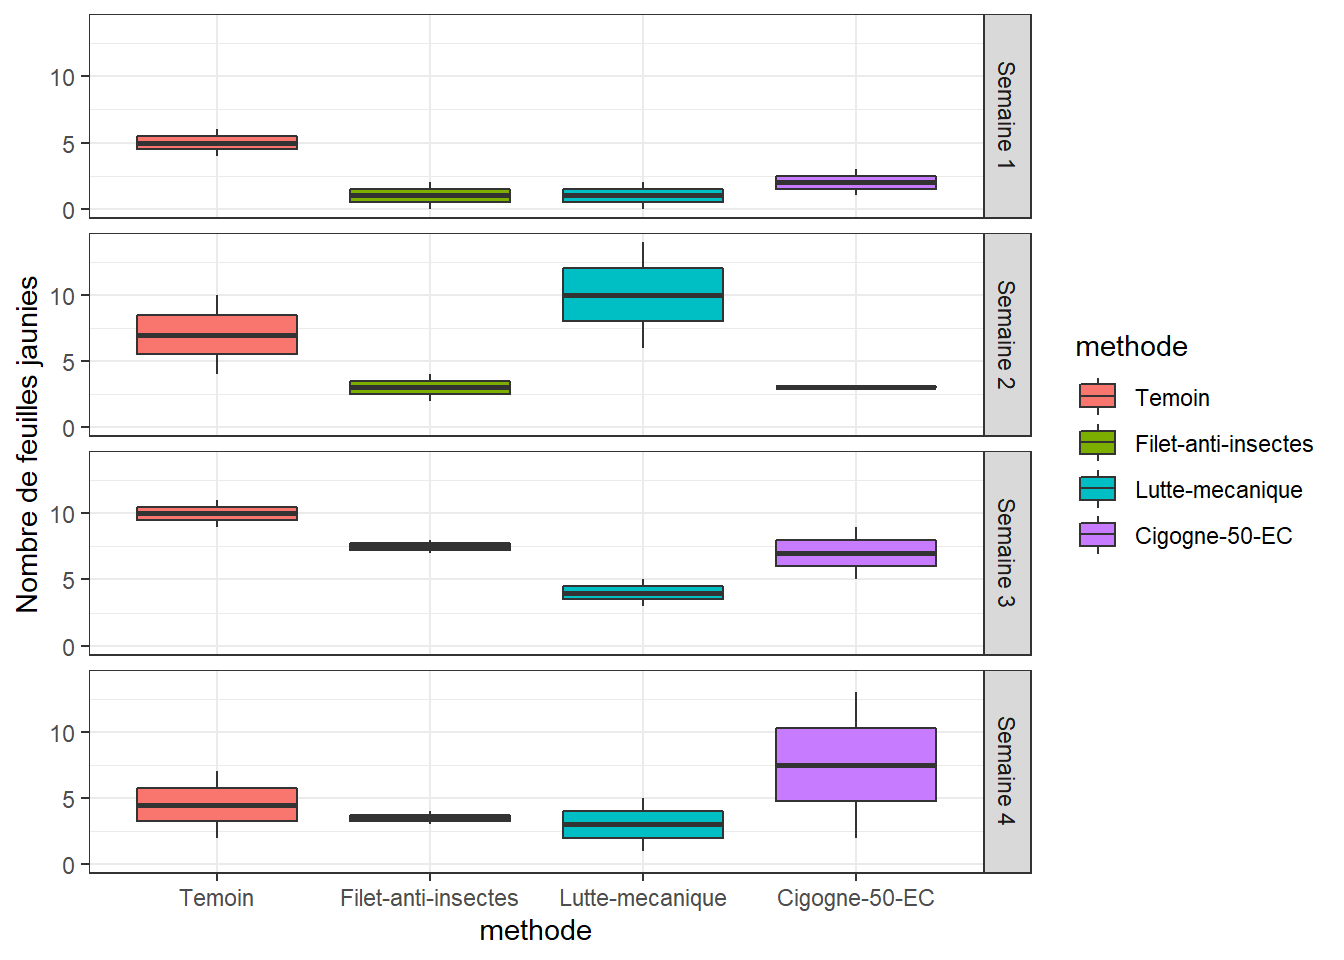 Nombre de feuilles jaunies
10
5
0
Semaine 1
10
5
0
Semaine 2
10
5
0
Semaine 3
10
5
0
Semaine 4
Temoin
Filet-anti-insectes
Lutte-mecanique
Cigogne-50-EC
methode
methode
Temoin
Filet-anti-insectes
Lutte-mecanique
Cigogne-50-EC